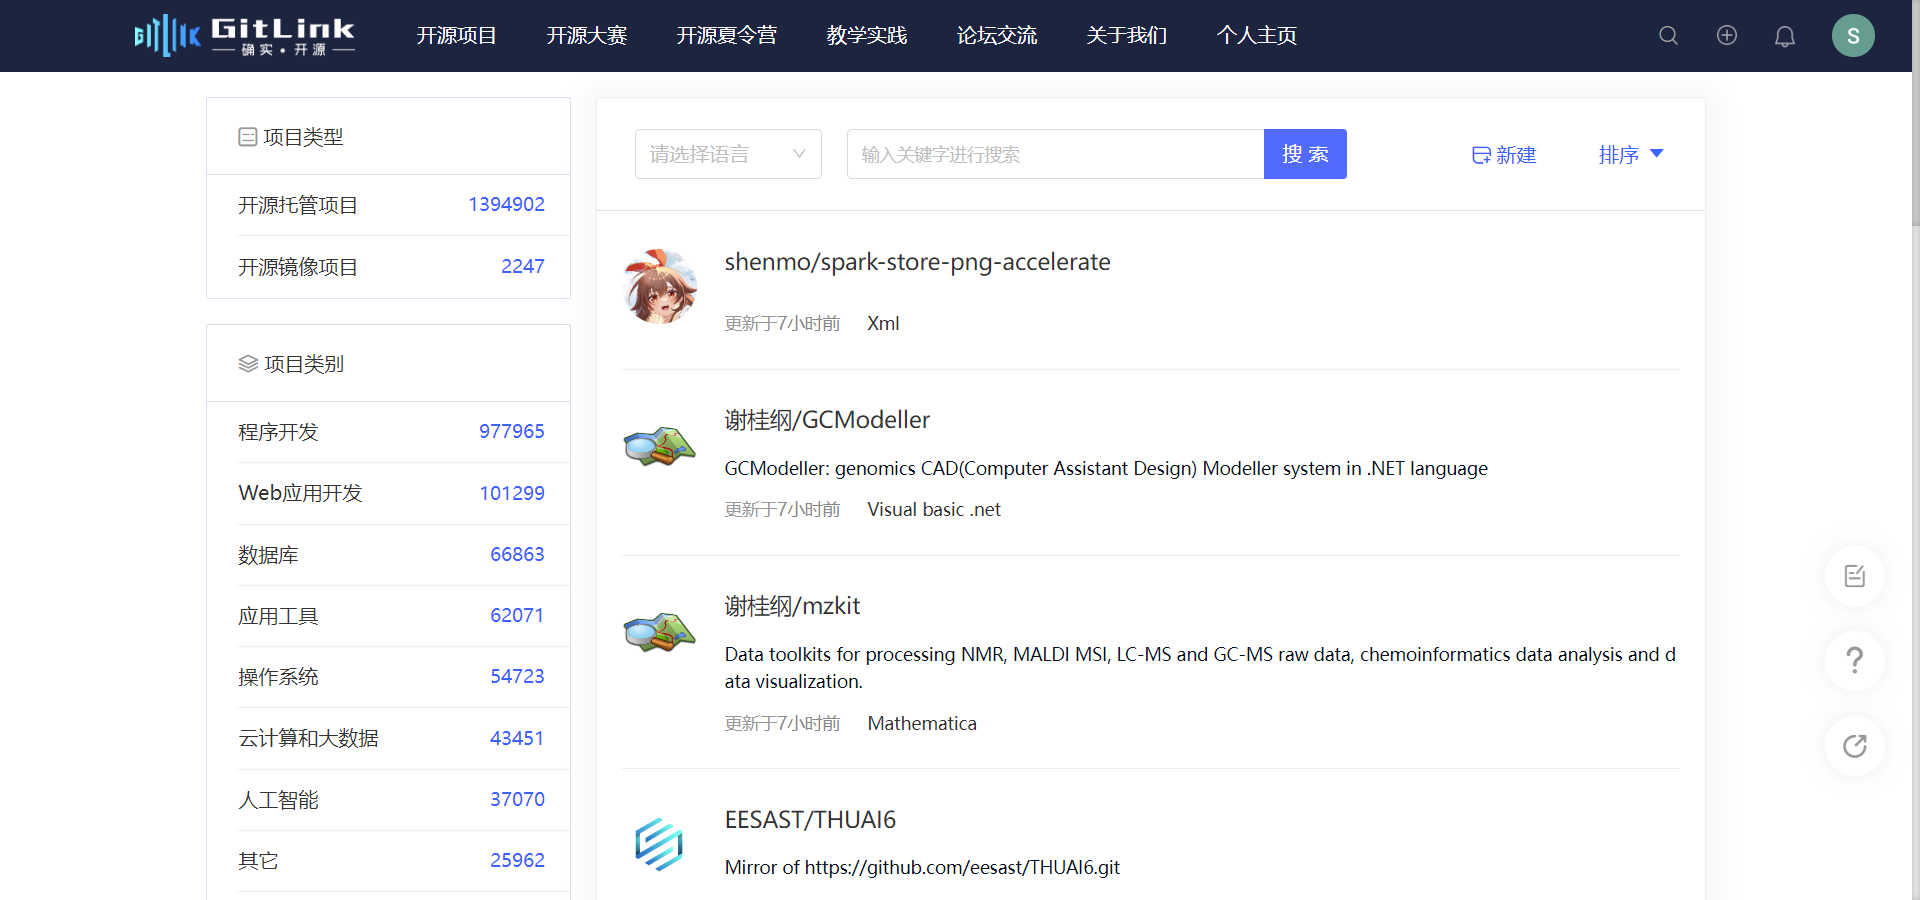 GitLink
确实·开源
开源项目
开源大赛
开源夏令营
教学实践
论坛交流
关于我们
个人主页
S
项目类型
开源托管项目 1394902
开源镜像项目 2247
项目类别
程序开发 977965
Web应用开发 101299
数据库 66863
应用工具 62071
操作系统 54723
云计算和大数据 43451
人工智能 37070
其它 25962
请选择语言
输入关键字进行搜索
搜 索
新建
排序
shenmo/spark-store-png-accelerate
更新于7小时前 Xml
谢桂纲/GCModeller
GCModeller: genomics CAD(Computer Assistant Design) Modeller system in .NET language
更新于7小时前 Visual basic .net
谢桂纲/mzkit
Data toolkits for processing NMR, MALDI MSI, LC-MS and GC-MS raw data, chemoinformatics data analysis and d
ata visualization.
更新于7小时前 Mathematica
EESAST/THUAI6
Mirror of https://github.com/eesast/THUAI6.git